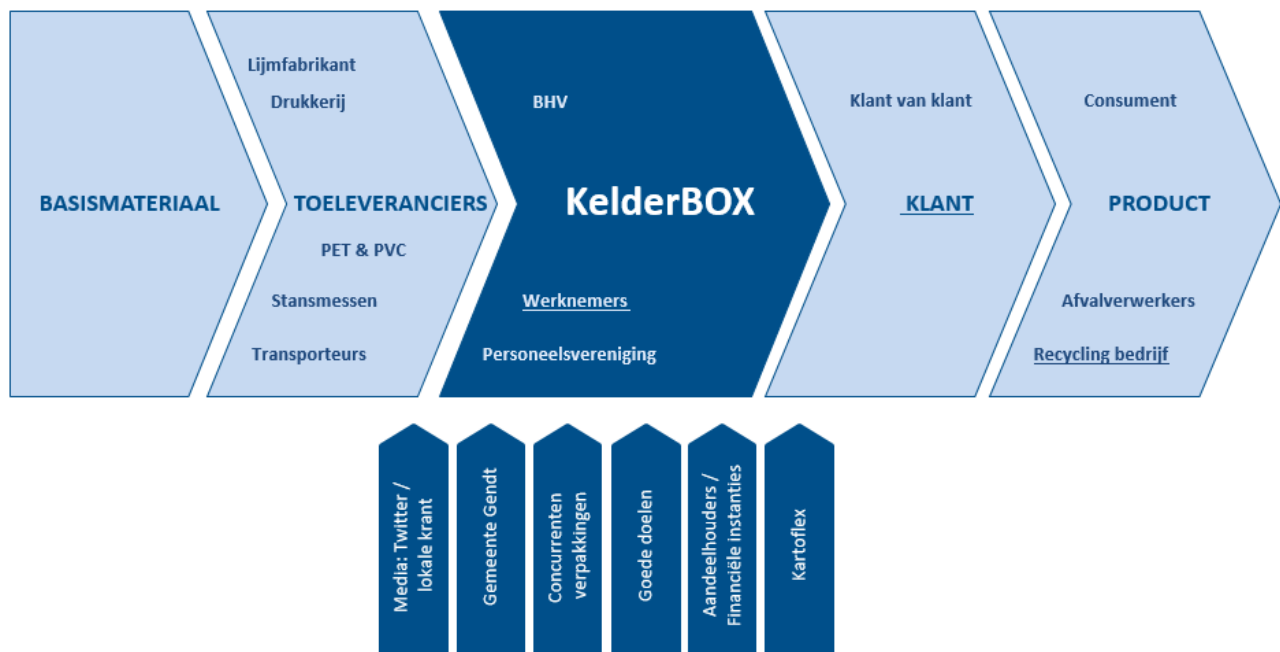 BASISMATERIAAL
Lijmfabrikant
Drukkerij
TOELEVERANCIERS
PET & PVC
Stansmessen
Transporteurs
BHV
KelderBOX
Werknemers
Personeelsvereniging
Klant van klant
KLANT
Consument
PRODUCT
Afvalverwerkers
Recycling bedrijf
Media: Twitter /
lokale krant
Gemeente Gendt
Concurrenten
verpakkingen
Goede doelen
Aandeelhouders /
Financiële instanties
Kartoflex